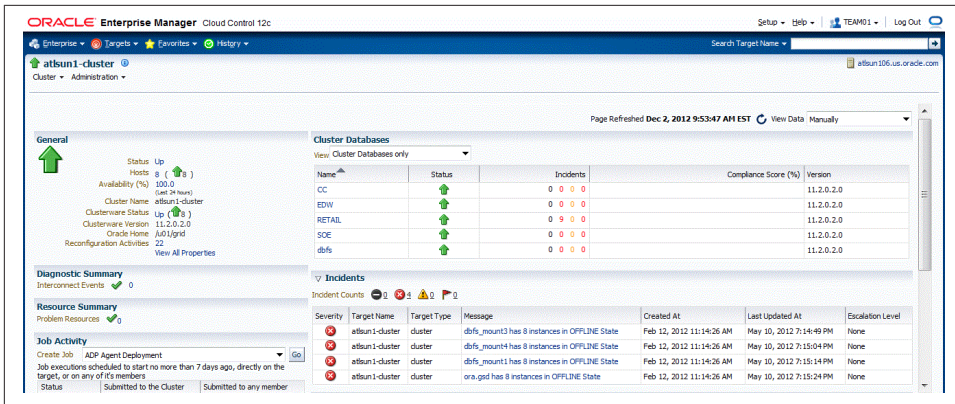 ORACLE Enterprise Manager Cloud Control 12c
Setup Help TEAM01 Log Out
Enterprise Targets Favorites History
Search Target Name
atlsun1-cluster
atlsun106.us.oracle.com
Cluster Administration
Page Refreshed Dec 2, 2012 9:53:47 AM EST View Data Manually
General
Status Up
Hosts 8 ( 8 )
Availability (%) 100.0
(Last 24 hours)
Cluster Name atlsun1-cluster
Clusterware Status Up ( 8 )
Clusterware Version 11.2.0.2.0
Oracle Home /u01/grid
Reconfiguration Activities 22
View All Properties
Diagnostic Summary
Interconnect Events 0
Resource Summary
Problem Resources 0
Job Activity
Create Job ADP Agent Deployment Go
Job executions scheduled to start no more than 7 days ago, directly on the
target, or on any of it's members
Status Submitted to the Cluster Submitted to any member
Cluster Databases
View Cluster Databases only
Name Status Incidents Compliance Score (%) Version
CC 0 0 0 0 11.2.0.2.0
EDW 0 0 0 0 11.2.0.2.0
RETAIL 0 9 0 0 11.2.0.2.0
SOE 0 0 0 0 11.2.0.2.0
dbfs 0 0 0 0 11.2.0.2.0
Incidents
Incident Counts 0 4 0 0
Severity Target Name Target Type Message Created At Last Updated At Escalation Level
atlsun1-cluster cluster dbfs_mount3 has 8 instances in OFFLINE State Feb 12, 2012 11:14:26 AM May 10, 2012 7:14:49 PM None
atlsun1-cluster cluster dbfs_mount4 has 8 instances in OFFLINE State Feb 12, 2012 11:14:26 AM May 10, 2012 7:15:04 PM None
atlsun1-cluster cluster dbfs_mount1 has 8 instances in OFFLINE State Feb 12, 2012 11:14:26 AM May 10, 2012 7:15:14 PM None
atlsun1-cluster cluster ora.gsd has 8 instances in OFFLINE State Feb 12, 2012 11:14:26 AM May 10, 2012 7:15:24 PM None